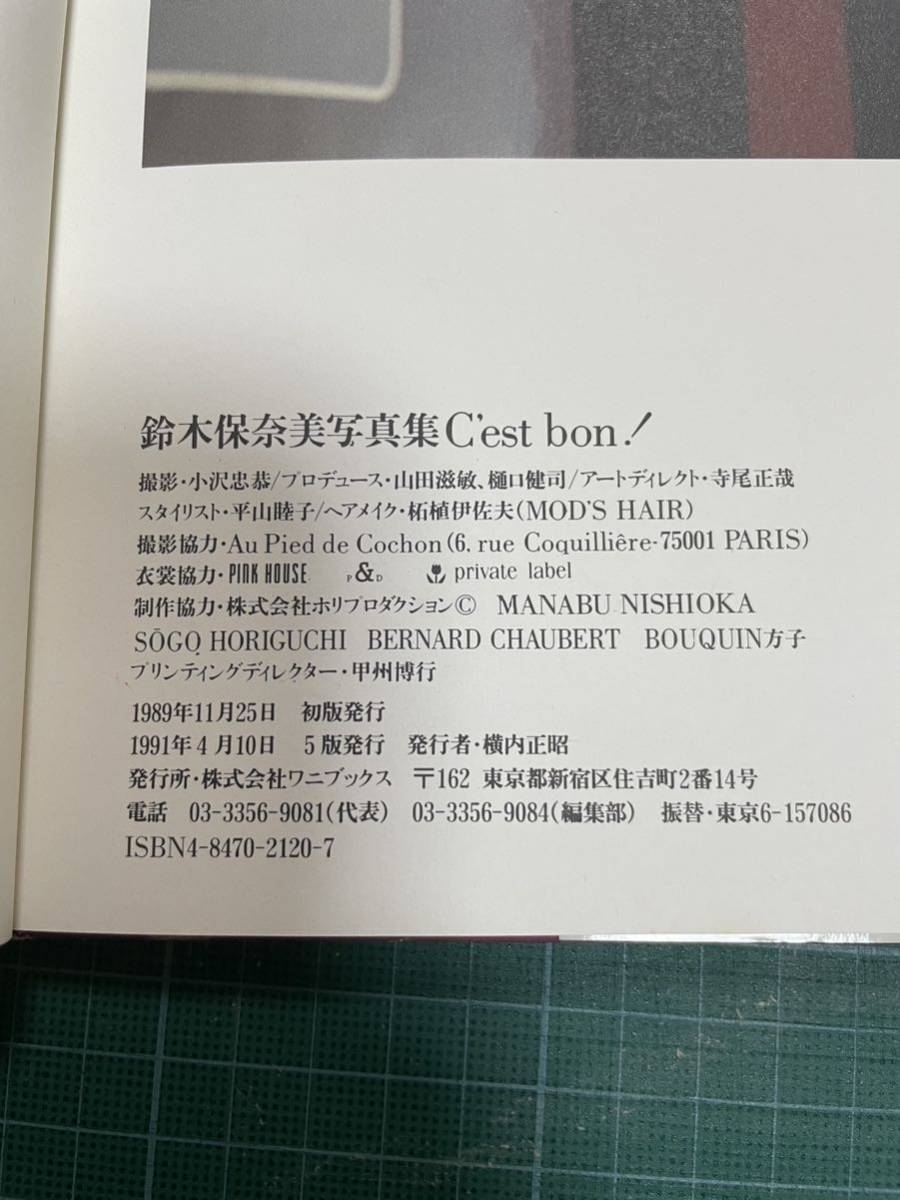 鈴木保奈美写真集C'est bon!
撮影・小沢忠恭/プロデュース・山田滋敏、樋口健司/アートディレクト・寺尾正哉
スタイリスト・平山睦子/ヘアメイク・柘植伊佐夫(MOD'S HAIR)
撮影協力・Au Pied de Cochon(6, rue Coquillière-75001 PARIS)
衣裳協力・PINK HOUSE P&D private label
制作協力・株式会社ホリプロダクション© MANABU NISHIOKA
SŌGO HORIGUCHI BERNARD CHAUBERT BOUQUIN方子
プリンティングディレクター・甲州博行
1989年11月25日 初版発行
1991年4月10日 5版発行 発行者・横内正昭
発行所・株式会社ワニブックス 〒162 東京都新宿区住吉町2番14号
電話 03-3356-9081(代表) 03-3356-9084(編集部) 振替・東京6-157086
ISBN4-8470-2120-7